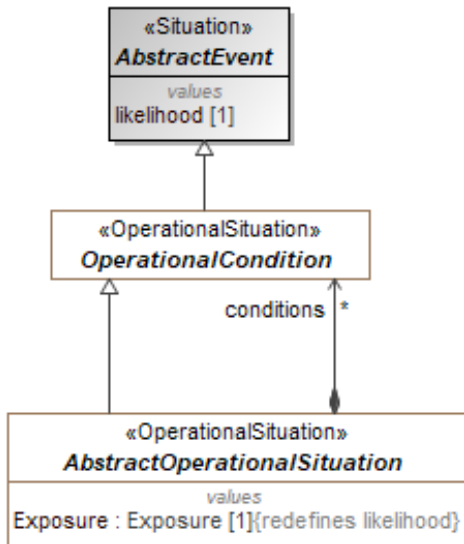 «Situation»
AbstractEvent
values
likelihood [1]
«OperationalSituation»
OperationalCondition
conditions *
«OperationalSituation»
AbstractOperationalSituation
values
Exposure : Exposure [1]{redefines likelihood}